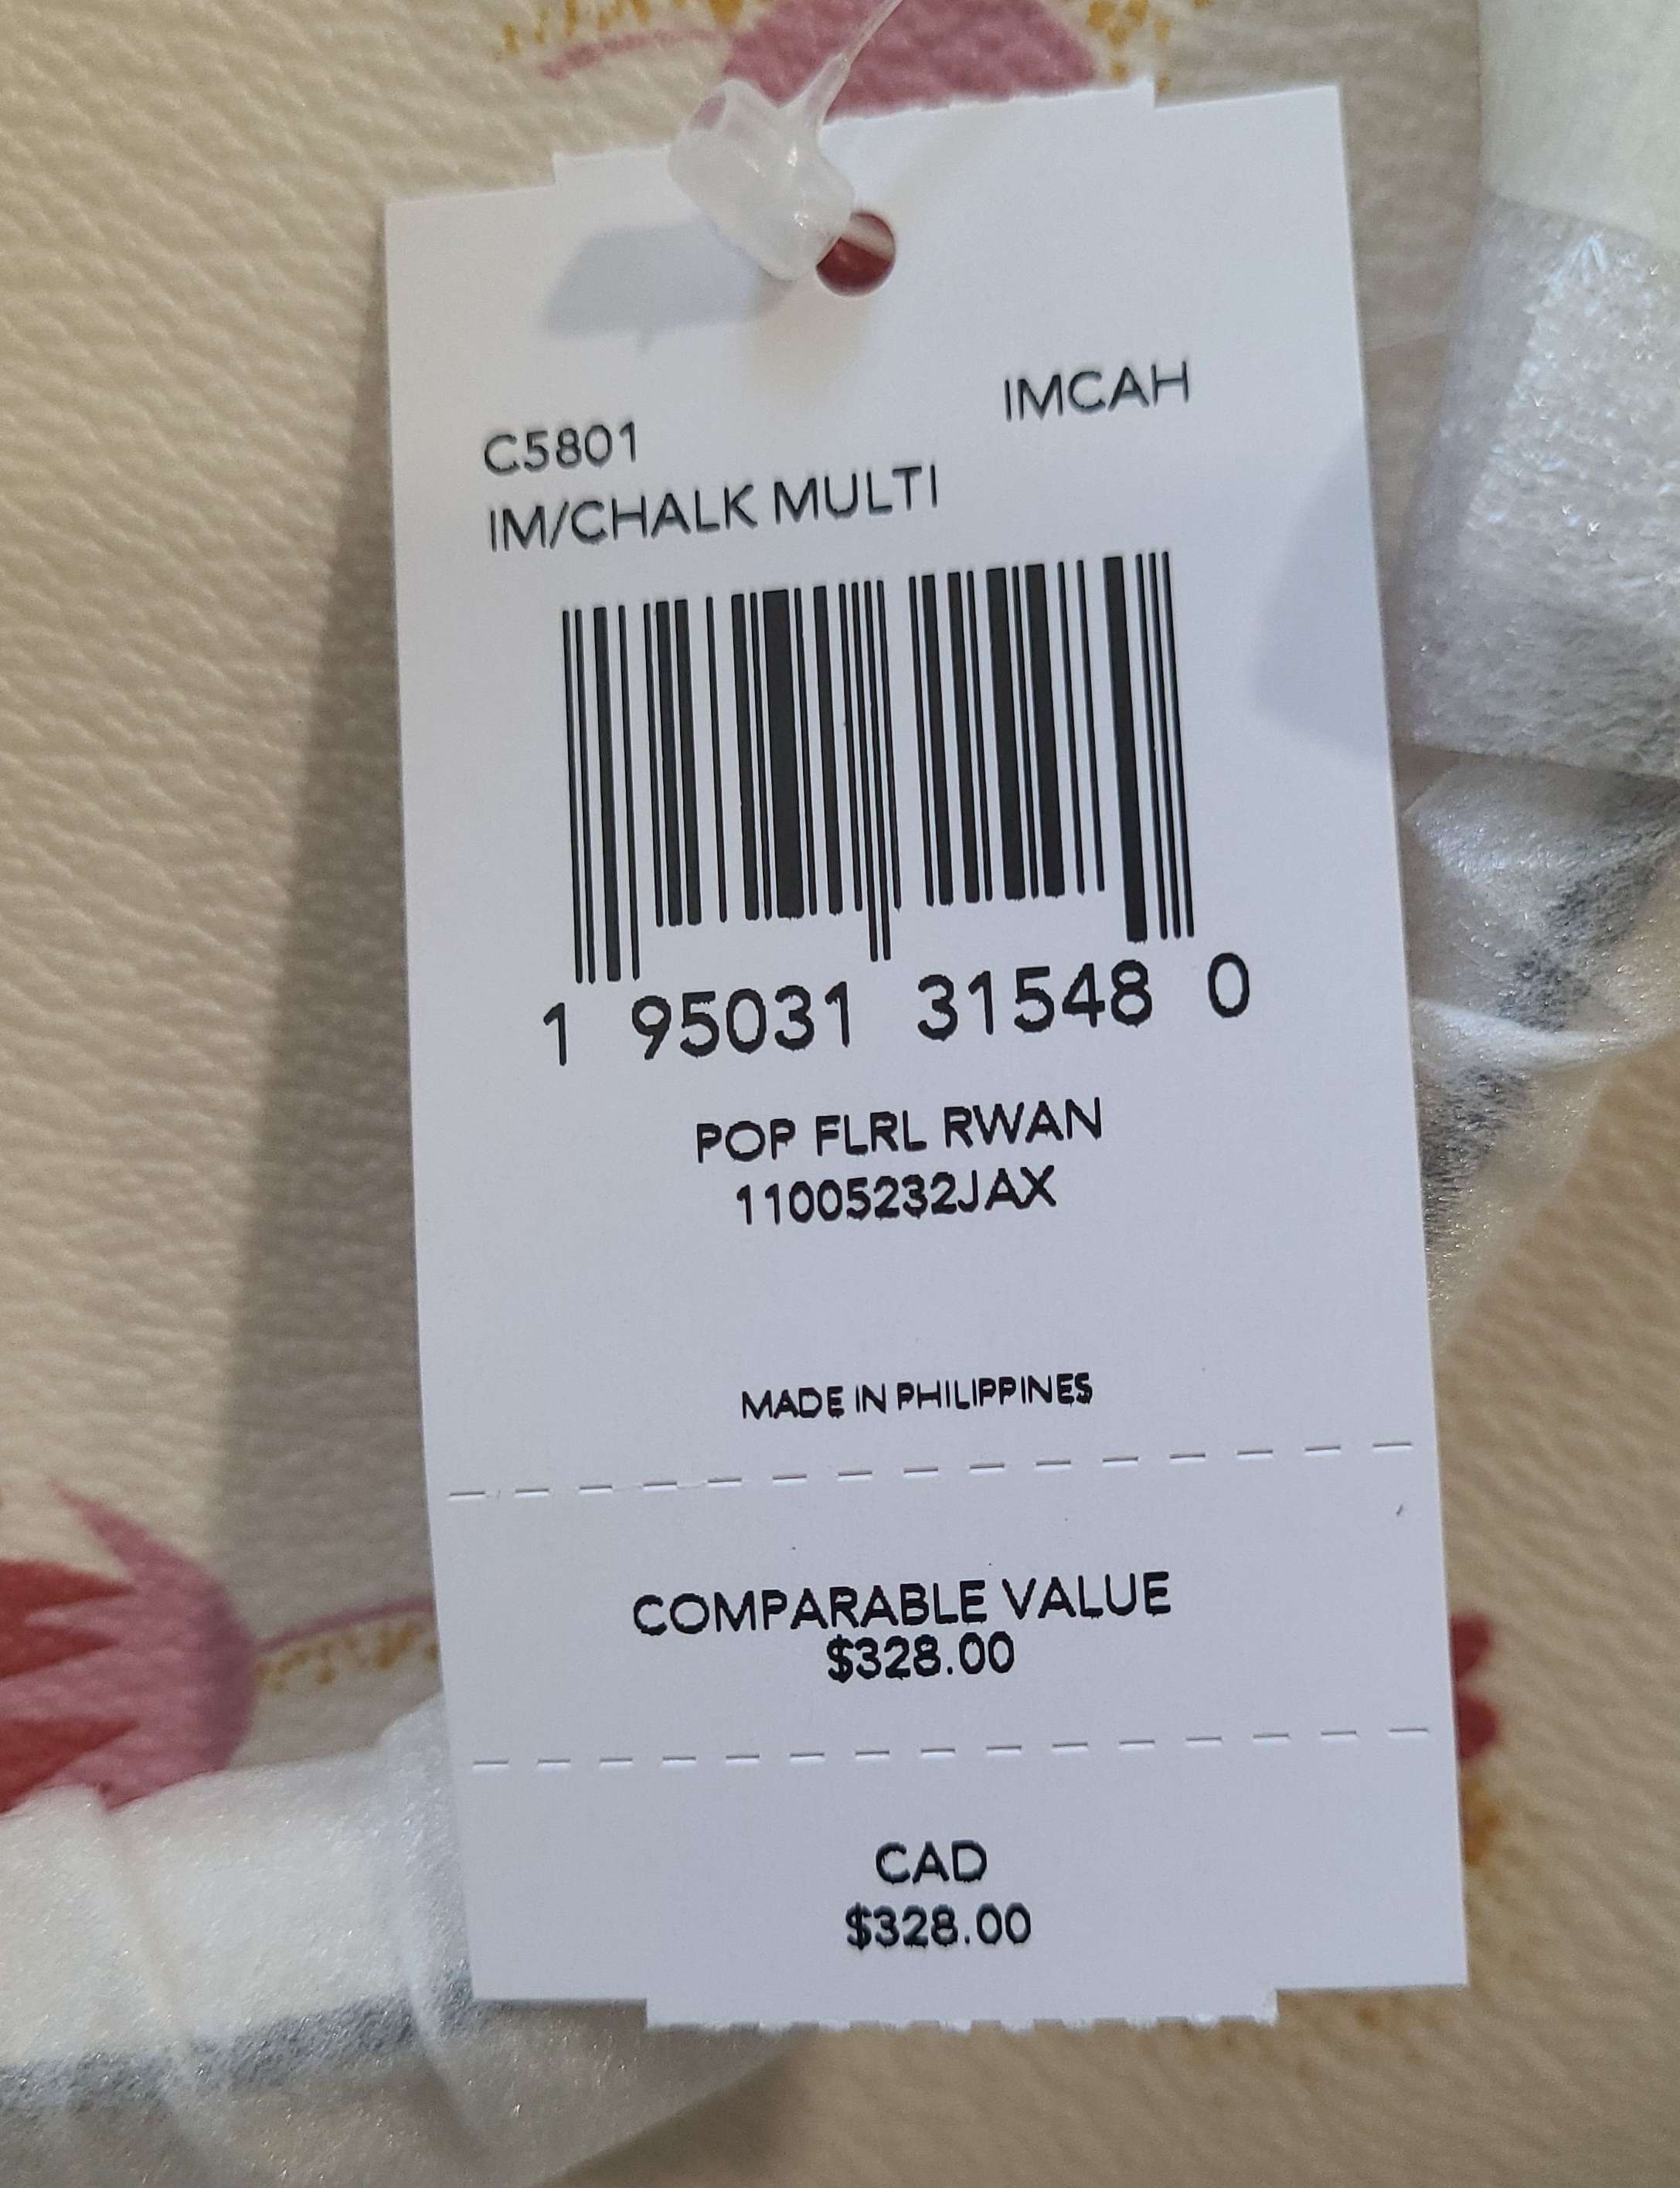 IMCAH
C5801
IM/CHALK MULTI
1 95031 31548 0
POP FLRL RWAN
11005232JAX
MADE IN PHILIPPINES
COMPARABLE VALUE
$328.00
CAD
$328.00